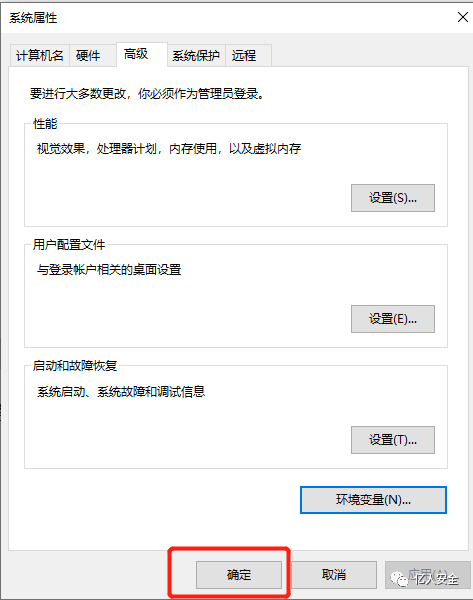 系统属性
计算机名 硬件 高级 系统保护 远程
要进行大多数更改，你必须作为管理员登录。
性能
视觉效果，处理器计划，内存使用，以及虚拟内存
设置(S)...
用户配置文件
与登录帐户相关的桌面设置
设置(E)...
启动和故障恢复
系统启动、系统故障和调试信息
设置(T)...
环境变量(N)...
确定 取消 应用(A)
亿人安全